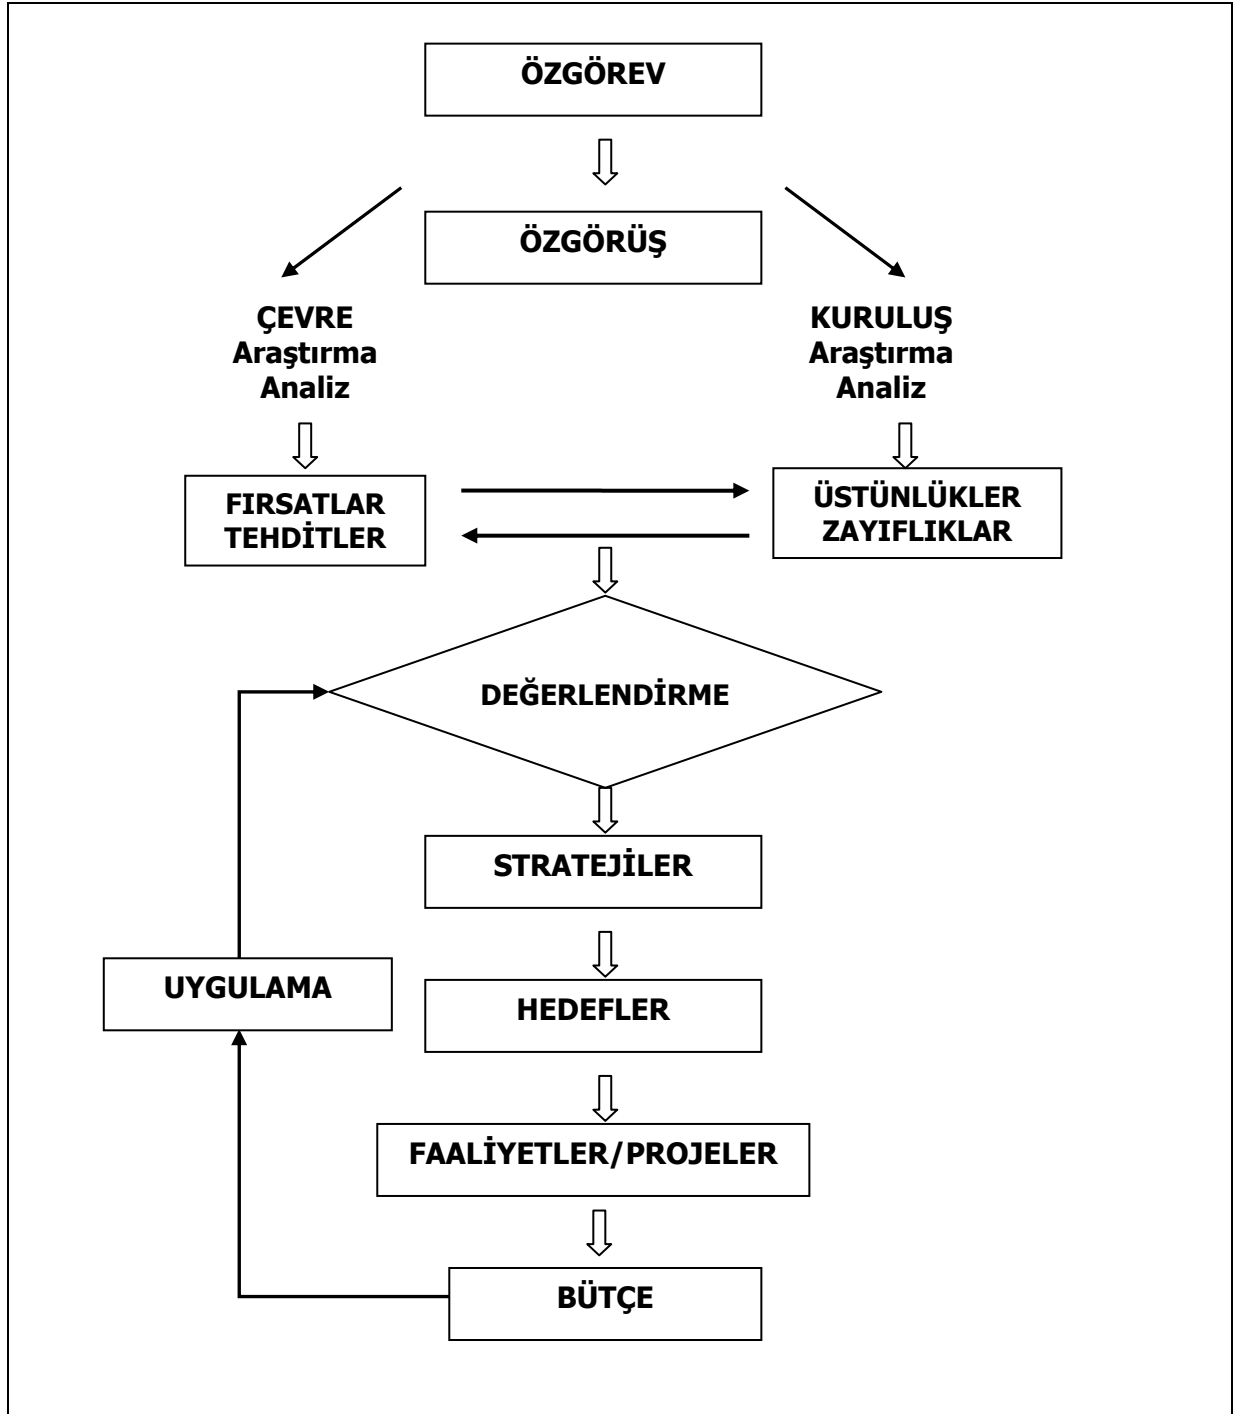 ÖZGÖREV
ÖZGÖRÜŞ
ÇEVRE
Araştırma
Analiz
KURULUŞ
Araştırma
Analiz
FIRSATLAR
TEHDİTLER
ÜSTÜNLÜKLER
ZAYIFLIKLAR
DEĞERLENDİRME
STRATEJİLER
UYGULAMA
HEDEFLER
FAALİYETLER/PROJELER
BÜTÇE